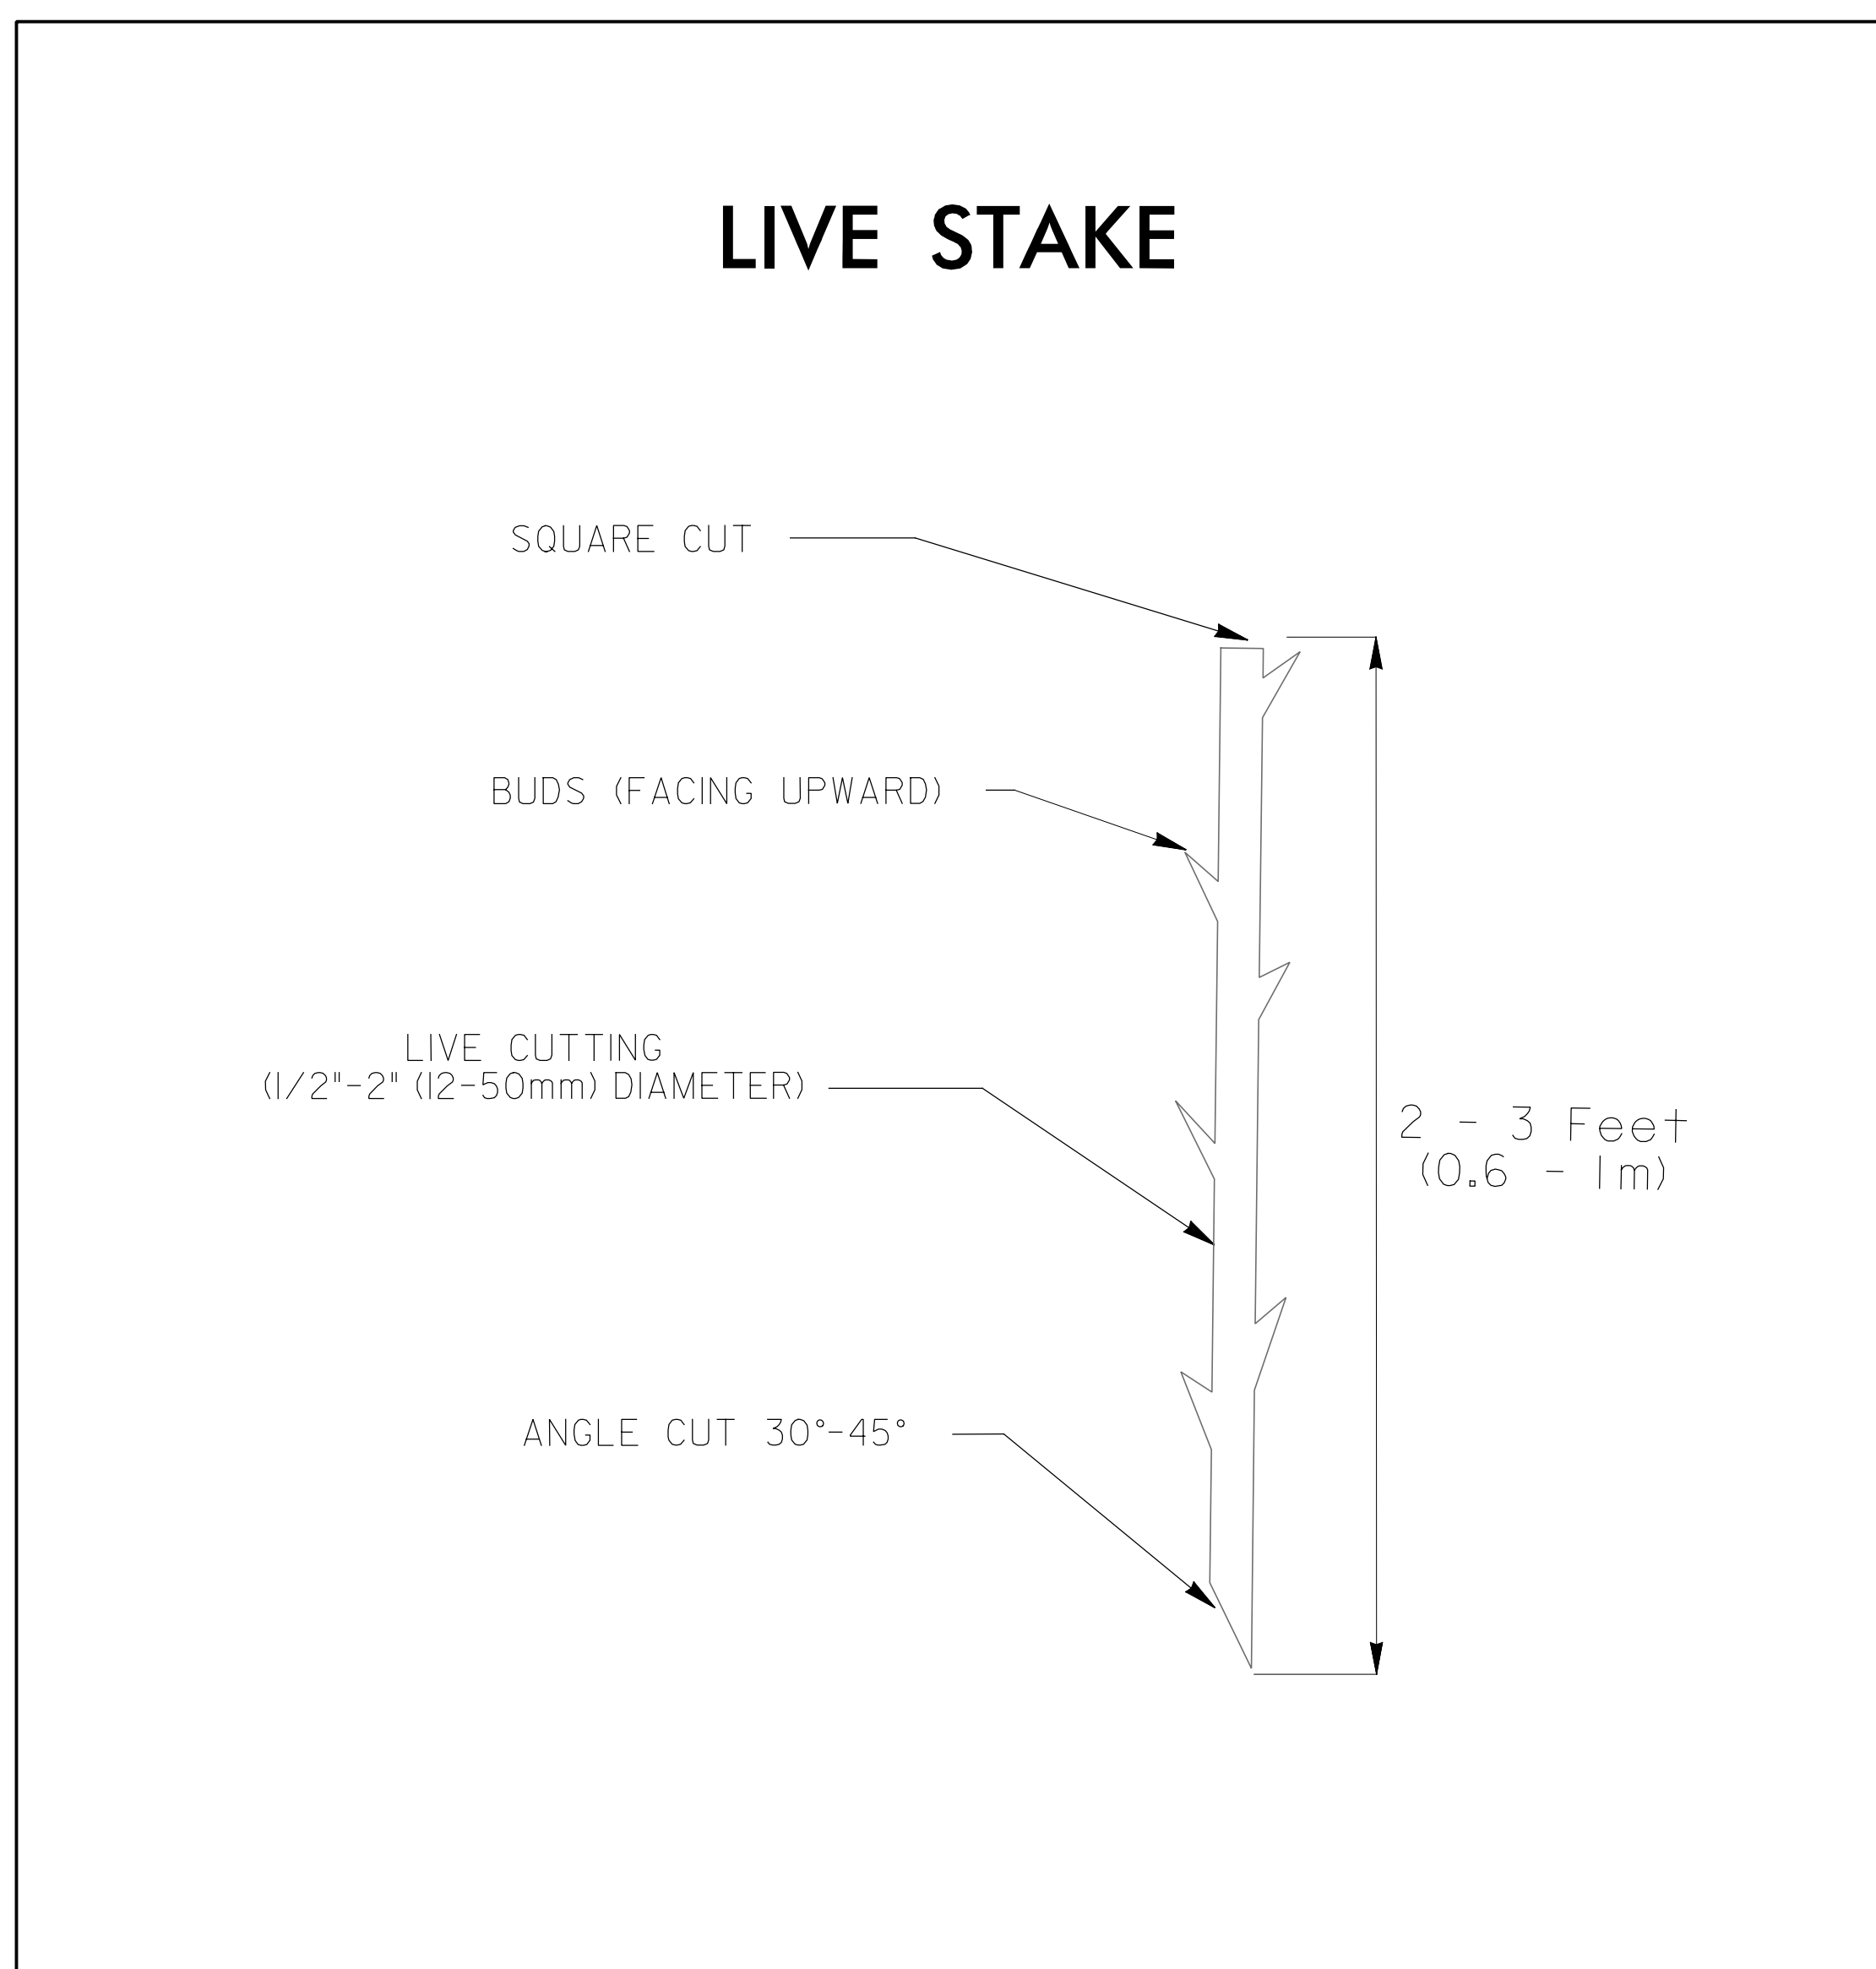 LIVE STAKE
SQUARE CUT
BUDS (FACING UPWARD)
LIVE CUTTING
(1/2"-2" (12-50mm) DIAMETER)
2 - 3 Feet
(0.6 - 1m)
ANGLE CUT 30°-45°